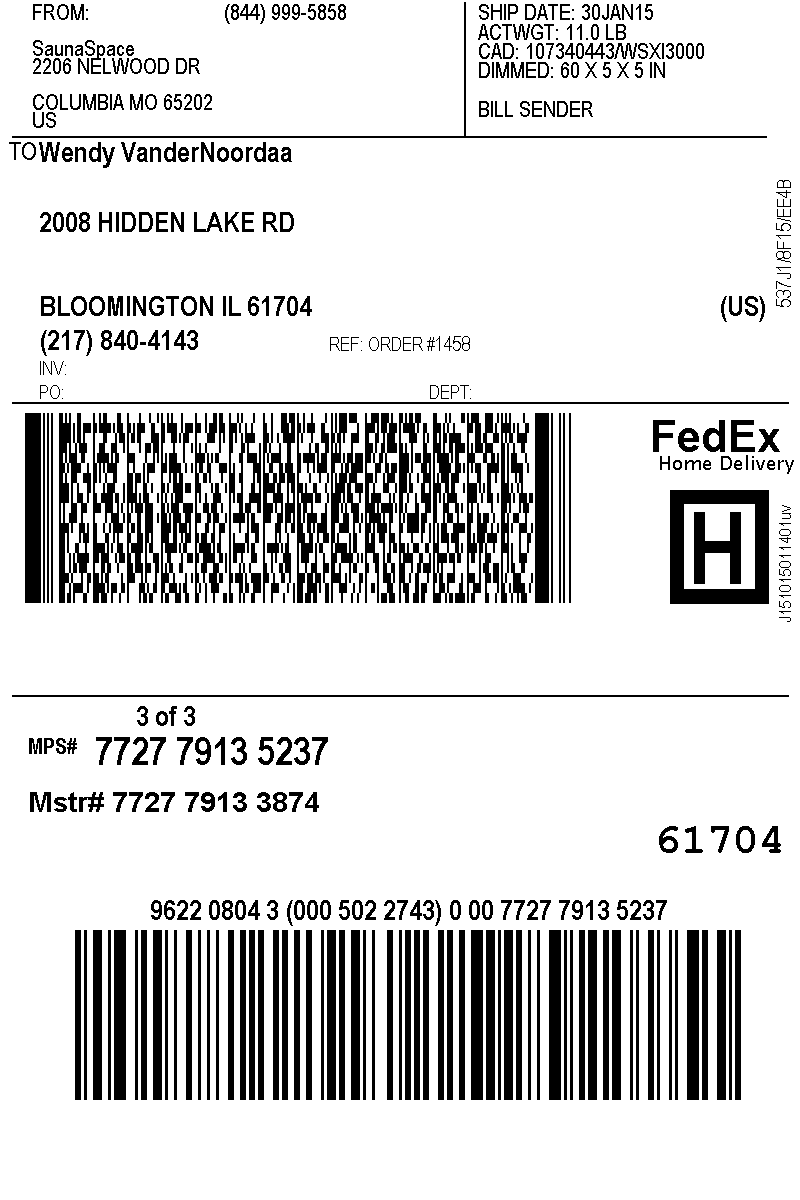 FROM: (844) 999-5858
SaunaSpace
2206 NELWOOD DR
COLUMBIA MO 65202
US
SHIP DATE: 30JAN15
ACTWGT: 11.0 LB
CAD: 107340443/WSXI3000
DIMMED: 60 X 5 X 5 IN
BILL SENDER
TO Wendy VanderNoordaa
2008 HIDDEN LAKE RD
BLOOMINGTON IL 61704 (US)
(217) 840-4143 REF: ORDER #1458
INV:
PO: DEPT:
537J1/8F15/EE4B
FedEx
Home Delivery
H
J151015011401uv
3 of 3
MPS# 7727 7913 5237
Mstr# 7727 7913 3874
61704
9622 0804 3 (000 502 2743) 0 00 7727 7913 5237